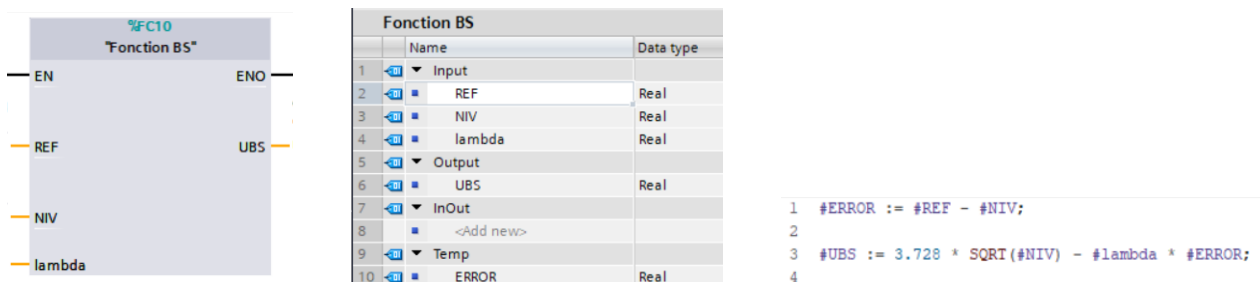 %FC10
"Fonction BS"
EN ENO
REF UBS
NIV
lambda
Fonction BS
Name Data type
1 Input
2 REF Real
3 NIV Real
4 lambda Real
5 Output
6 UBS Real
7 InOut
8 <Add new>
9 Temp
10 ERROR Real
1 #ERROR := #REF - #NIV;
2
3 #UBS := 3.728 * SQRT(#NIV) - #lambda * #ERROR;
4